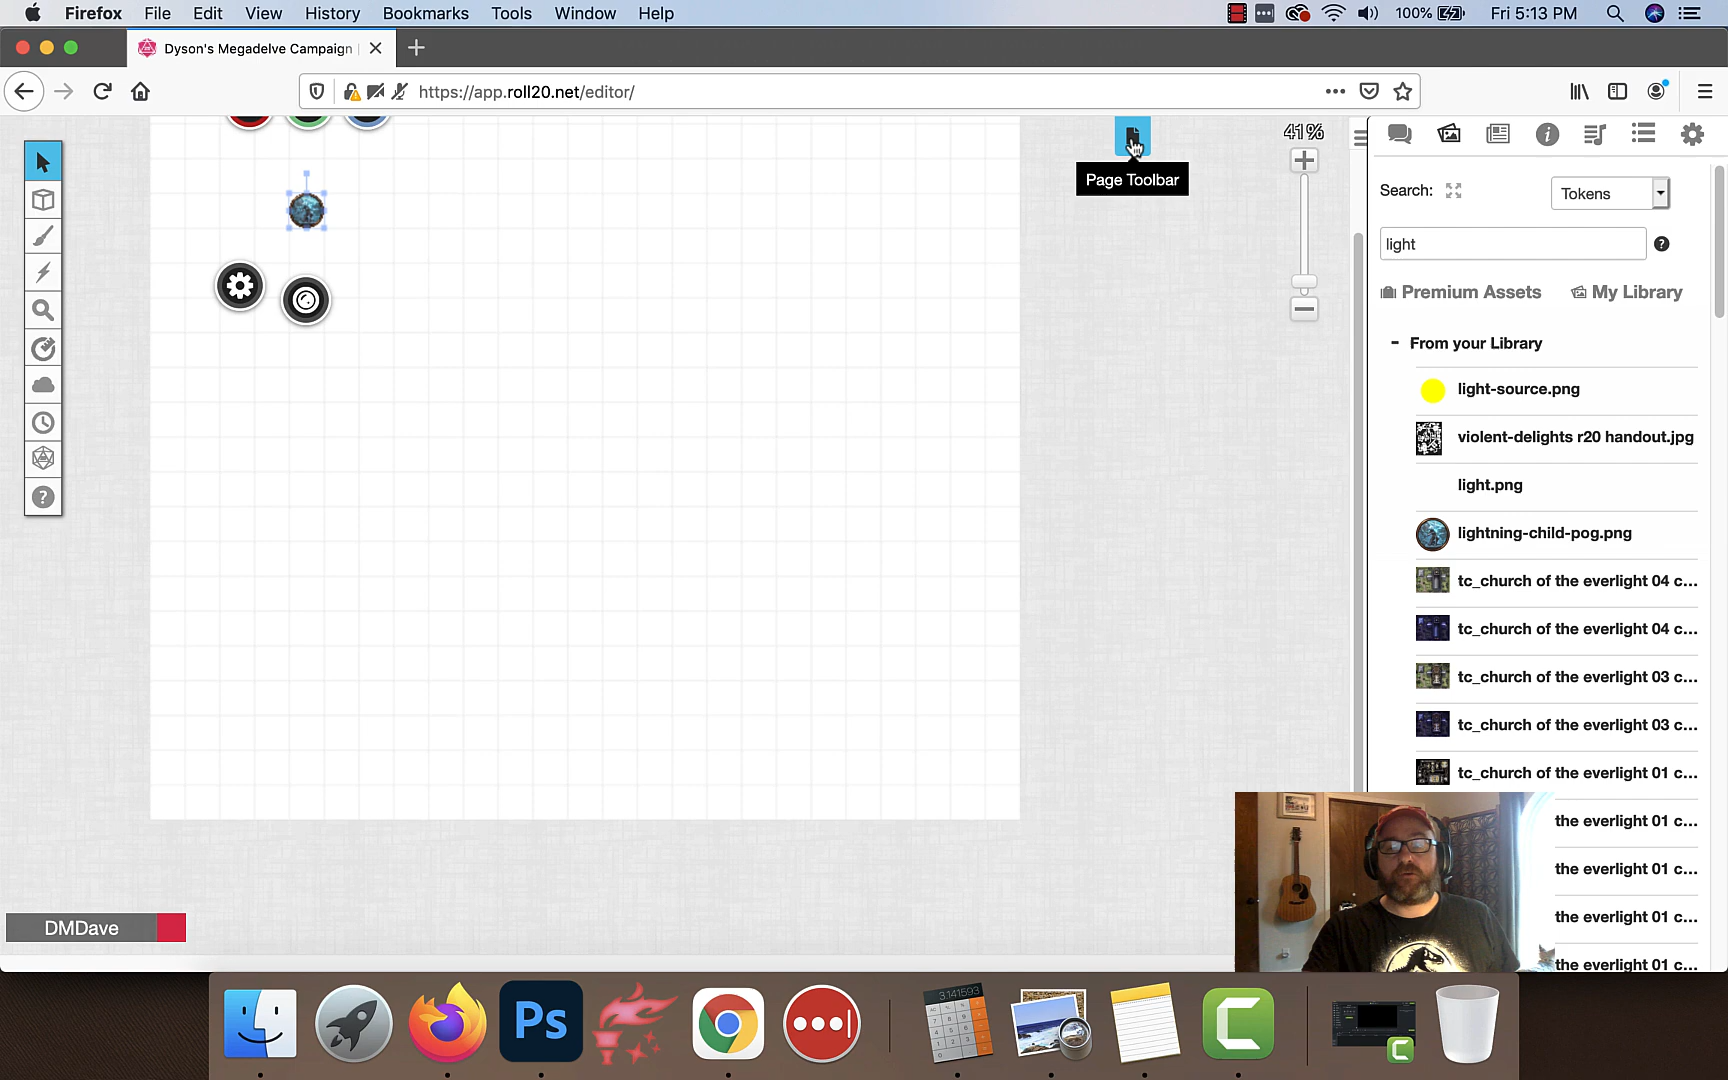 Firefox File Edit View History Bookmarks Tools Window Help
100% Fri 5:13 PM
Dyson's Megadelve Campaign
https://app.roll20.net/editor/
41%
Page Toolbar
Search: Tokens
light
Premium Assets My Library
- From your Library
light-source.png
violent-delights r20 handout.jpg
light.png
lightning-child-pog.png
tc_church of the everlight 04 c...
tc_church of the everlight 04 c...
tc_church of the everlight 03 c...
tc_church of the everlight 03 c...
tc_church of the everlight 01 c...
the everlight 01 c...
the everlight 01 c...
the everlight 01 c...
the everlight 01 c...
DMDave
Ps
3.141593